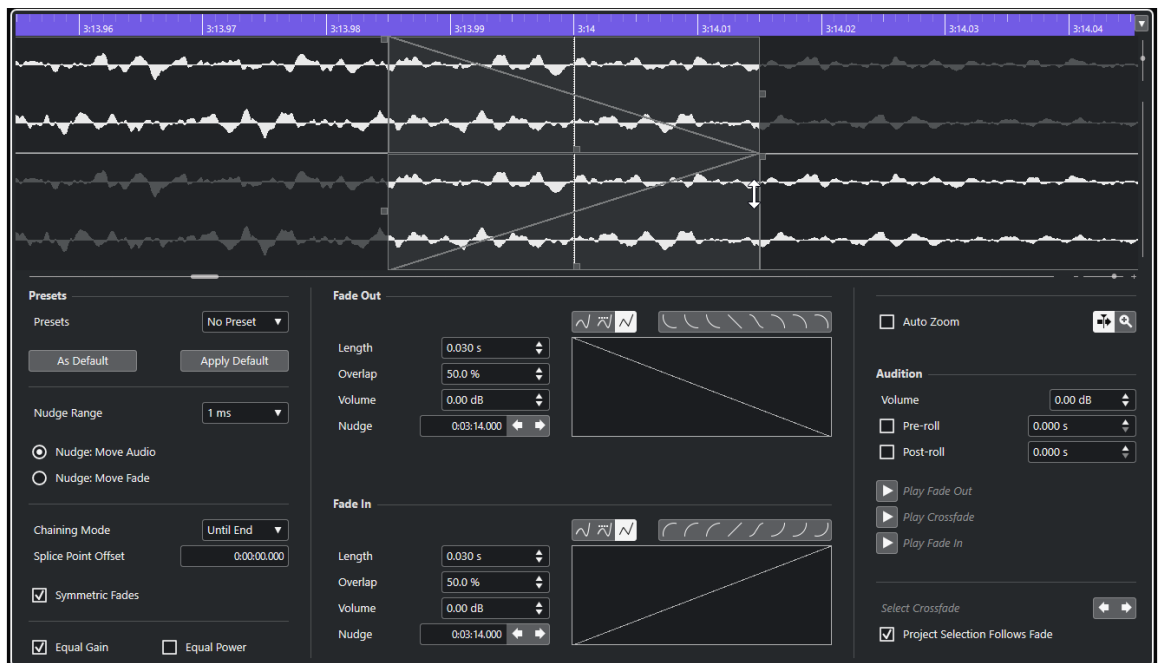 3:13.96 3:13.97 3:13.98 3:13.99 3:14 3:14.01 3:14.02 3:14.03 3:14.04
Presets
Presets No Preset
As Default Apply Default
Nudge Range 1 ms
Nudge: Move Audio
Nudge: Move Fade
Chaining Mode Until End
Splice Point Offset 0:00:00.000
Symmetric Fades
Equal Gain Equal Power
Fade Out
Length 0.030 s
Overlap 50.0 %
Volume 0.00 dB
Nudge 0:03:14.000
Fade In
Length 0.030 s
Overlap 50.0 %
Volume 0.00 dB
Nudge 0:03:14.000
Auto Zoom
Audition
Volume 0.00 dB
Pre-roll 0.000 s
Post-roll 0.000 s
Play Fade Out
Play Crossfade
Play Fade In
Select Crossfade
Project Selection Follows Fade